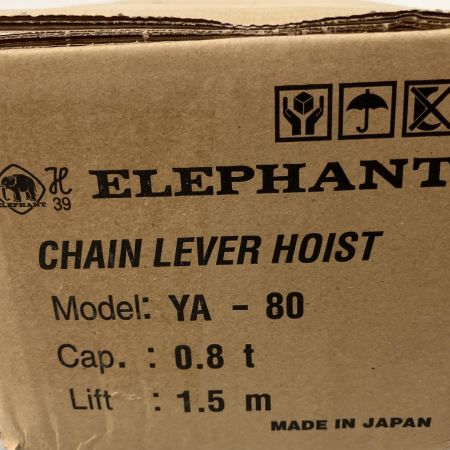 ELEPHANT
H
39
ELEPHANT
CHAIN LEVER HOIST
Model: YA - 80
Cap. : 0.8 t
Lift : 1.5 m
MADE IN JAPAN